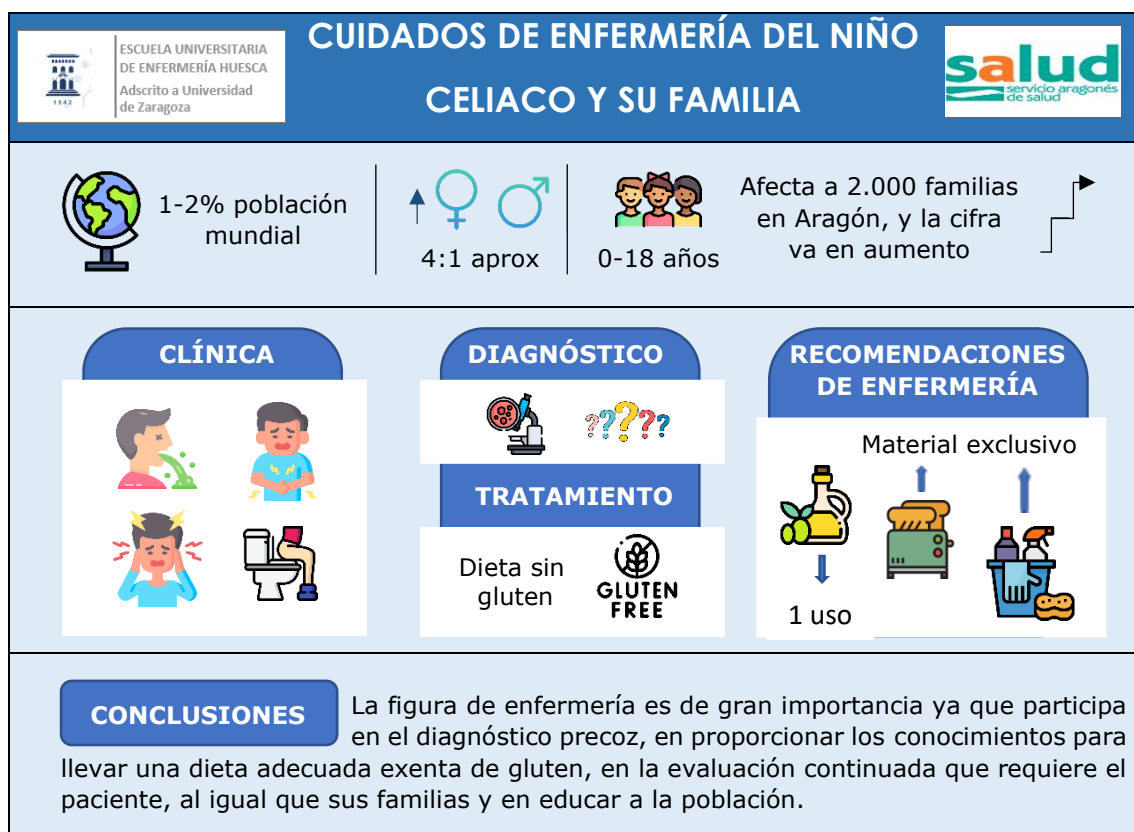 ESCUELA UNIVERSITARIA
DE ENFERMERÍA HUESCA
Adscrito a Universidad
de Zaragoza
1542
CUIDADOS DE ENFERMERÍA DEL NIÑO
CELIACO Y SU FAMILIA
salud
servicio aragonés
de salud
1-2% población
mundial
4:1 aprox
0-18 años
Afecta a 2.000 familias
en Aragón, y la cifra
va en aumento
CLÍNICA
DIAGNÓSTICO
?????
TRATAMIENTO
Dieta sin
gluten
GLUTEN
FREE
RECOMENDACIONES
DE ENFERMERÍA
Material exclusivo
1 uso
CONCLUSIONES
La figura de enfermería es de gran importancia ya que participa
en el diagnóstico precoz, en proporcionar los conocimientos para
llevar una dieta adecuada exenta de gluten, en la evaluación continuada que requiere el
paciente, al igual que sus familias y en educar a la población.